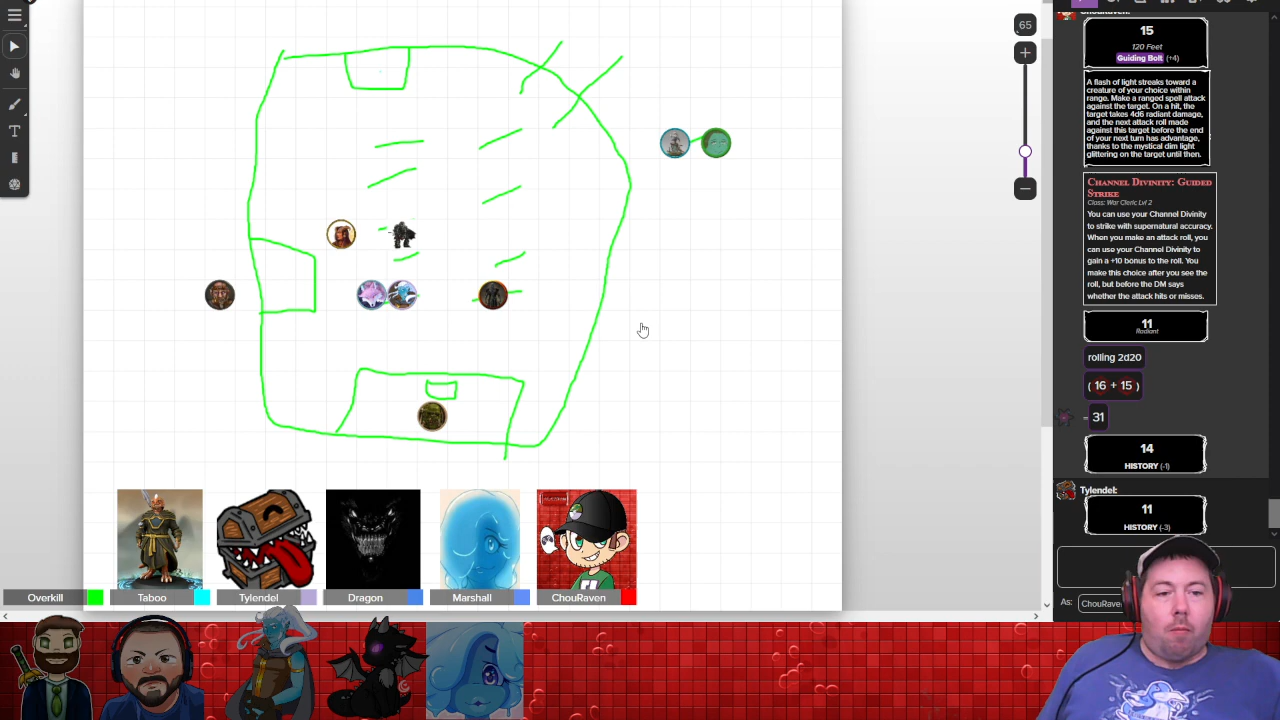 65
ChouRaven:
15
120 Feet
Guiding Bolt (+4)
A flash of light streaks toward a
creature of your choice within
range. Make a ranged spell attack
against the target. On a hit, the
target takes 4d6 radiant damage,
and the next attack roll made
against this target before the end
of your next turn has advantage,
thanks to the mystical dim light
glittering on the target until then.
Channel Divinity: Guided
Strike
Class: War Cleric Lvl 2
You can use your Channel Divinity
to strike with supernatural accuracy.
When you make an attack roll, you
can use your Channel Divinity to
gain a +10 bonus to the roll. You
make this choice after you see the
roll, but before the DM says
whether the attack hits or misses.
11
Radiant
rolling 2d20
( 16 + 15 )
= 31
14
HISTORY (-1)
Tylendel:
11
HISTORY (-3)
As: ChouRave
Overkill
Taboo
Tylendel
Dragon
Marshall
ChouRaven